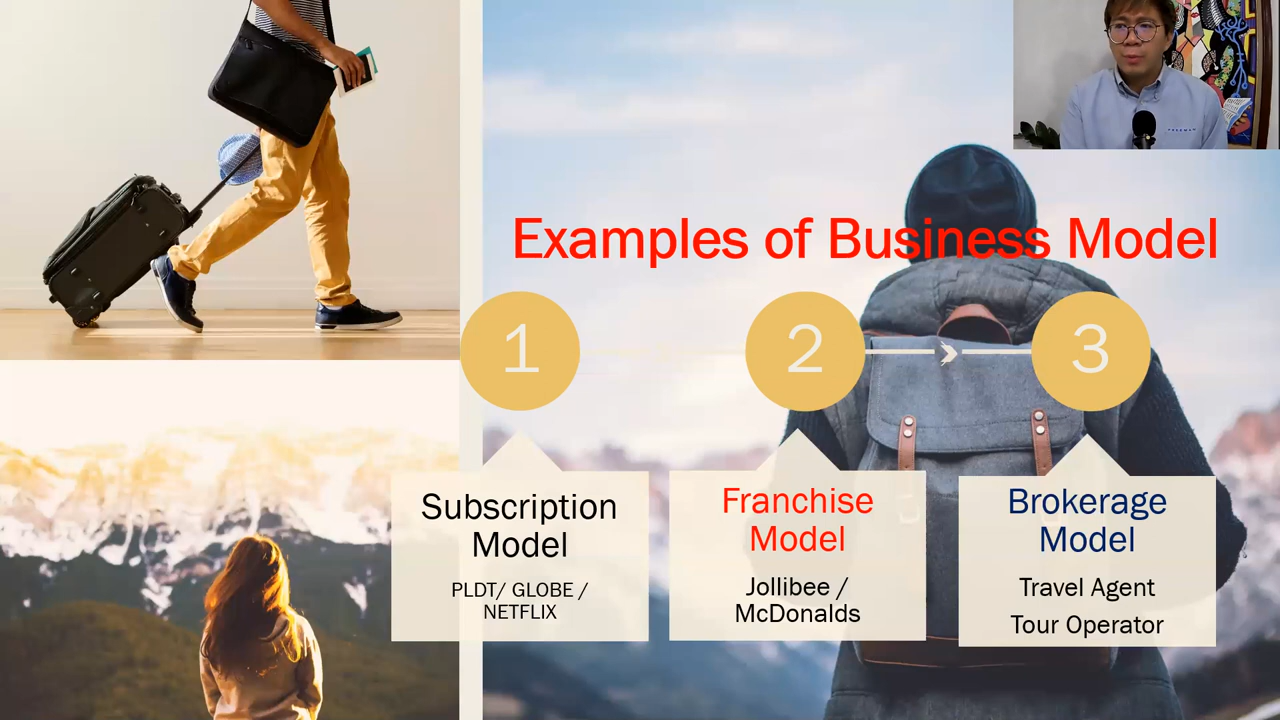 Examples of Business Model
1
2
3
Subscription
Model
PLDT/ GLOBE /
NETFLIX
Franchise
Model
Jollibee /
McDonalds
Brokerage
Model
Travel Agent
Tour Operator